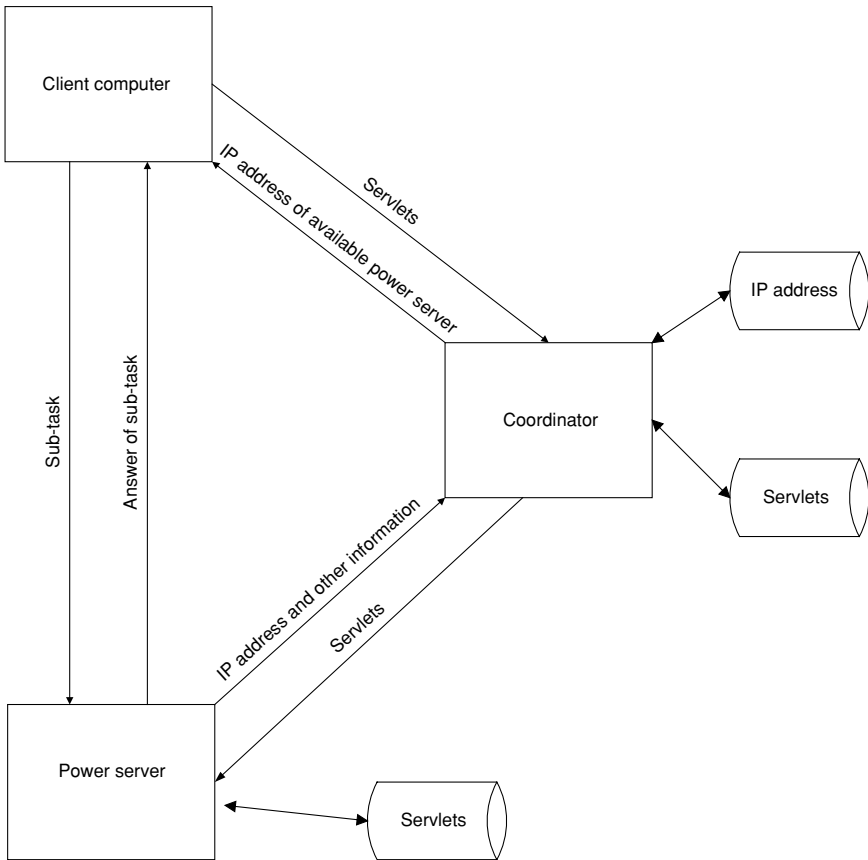 Client computer
Servlets
IP address of available power server
IP address
Sub-task
Answer of sub-task
Coordinator
Servlets
IP address and other information
Servlets
Power server
Servlets